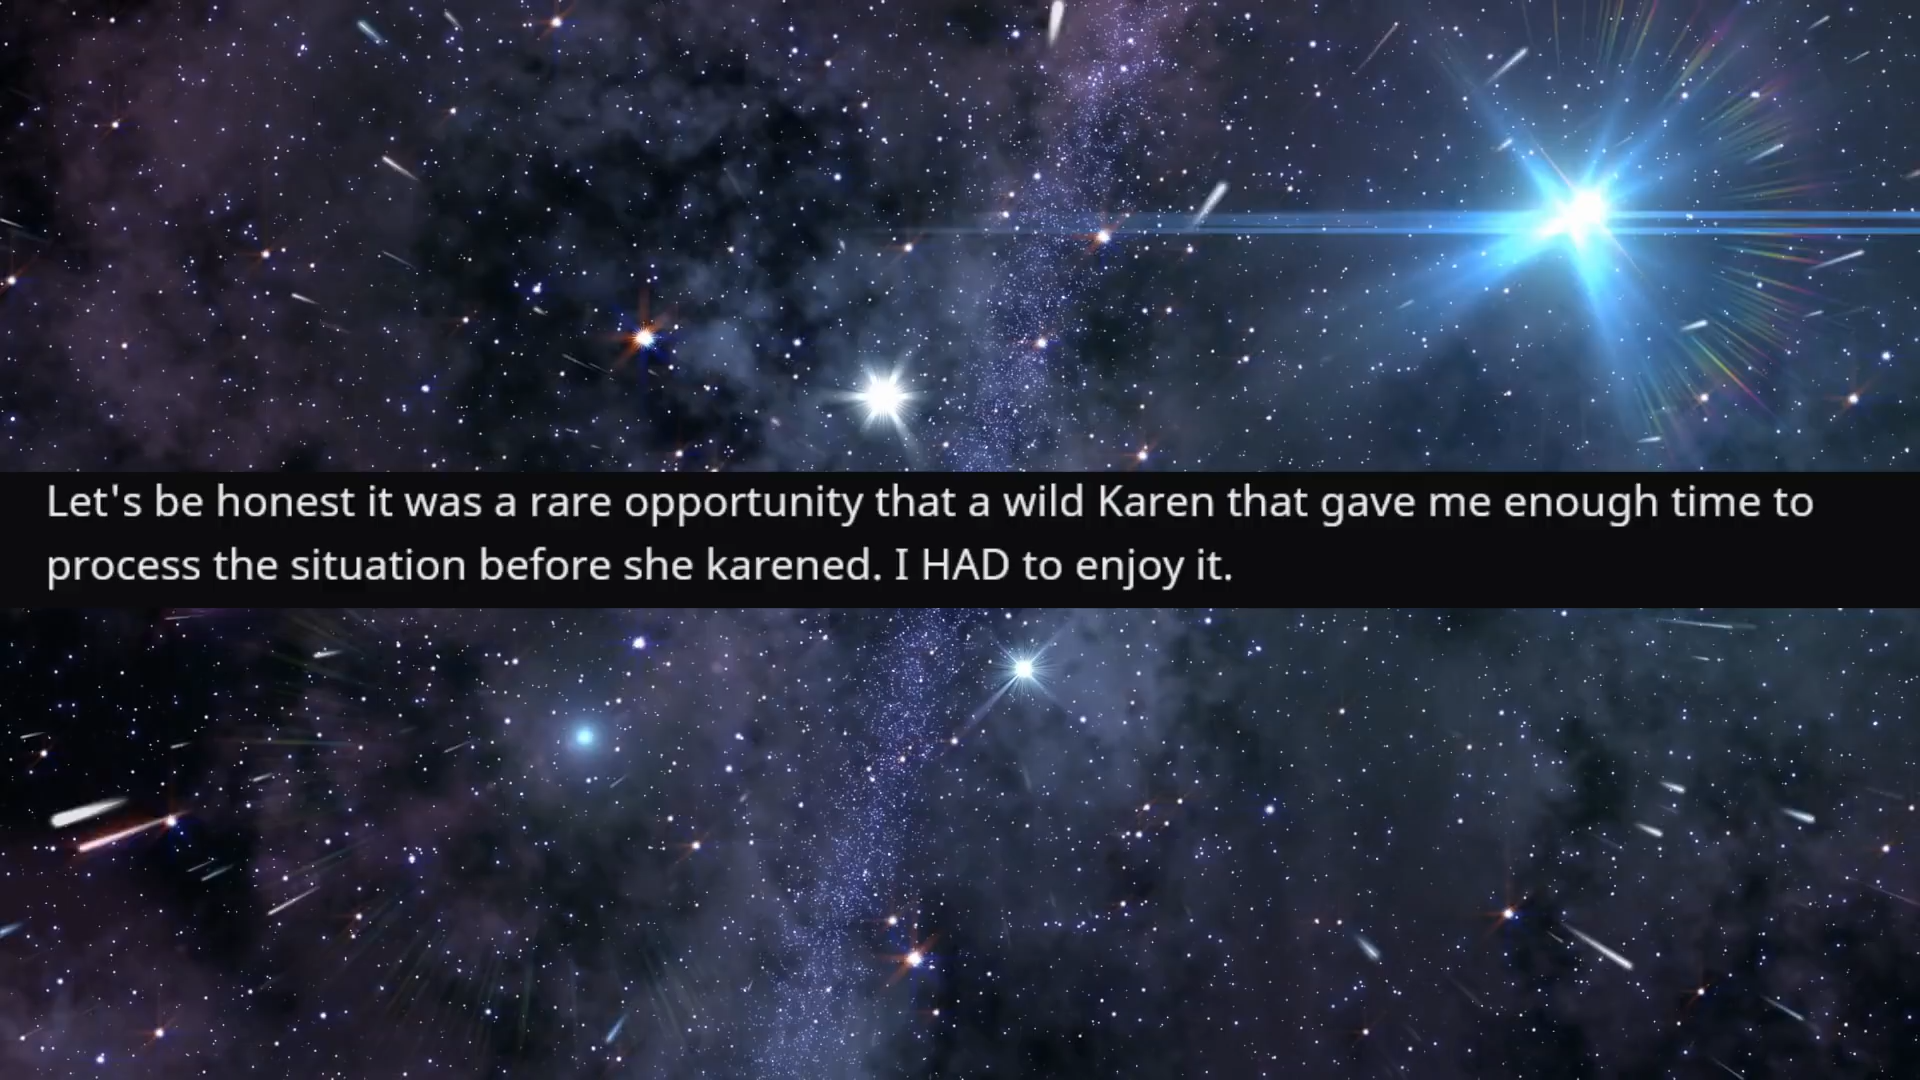 Let's be honest it was a rare opportunity that a wild Karen that gave me enough time to
process the situation before she karened. I HAD to enjoy it.